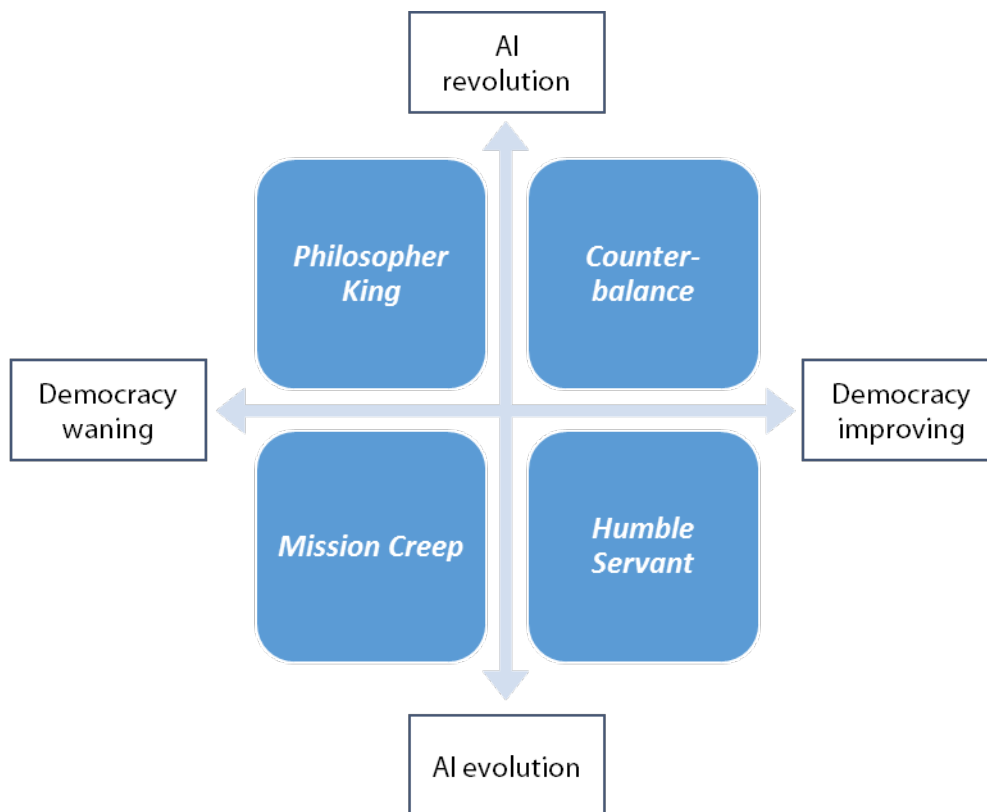 AI
revolution
Philosopher
King
Counter-
balance
Democracy
waning
Democracy
improving
Mission Creep
Humble
Servant
AI evolution